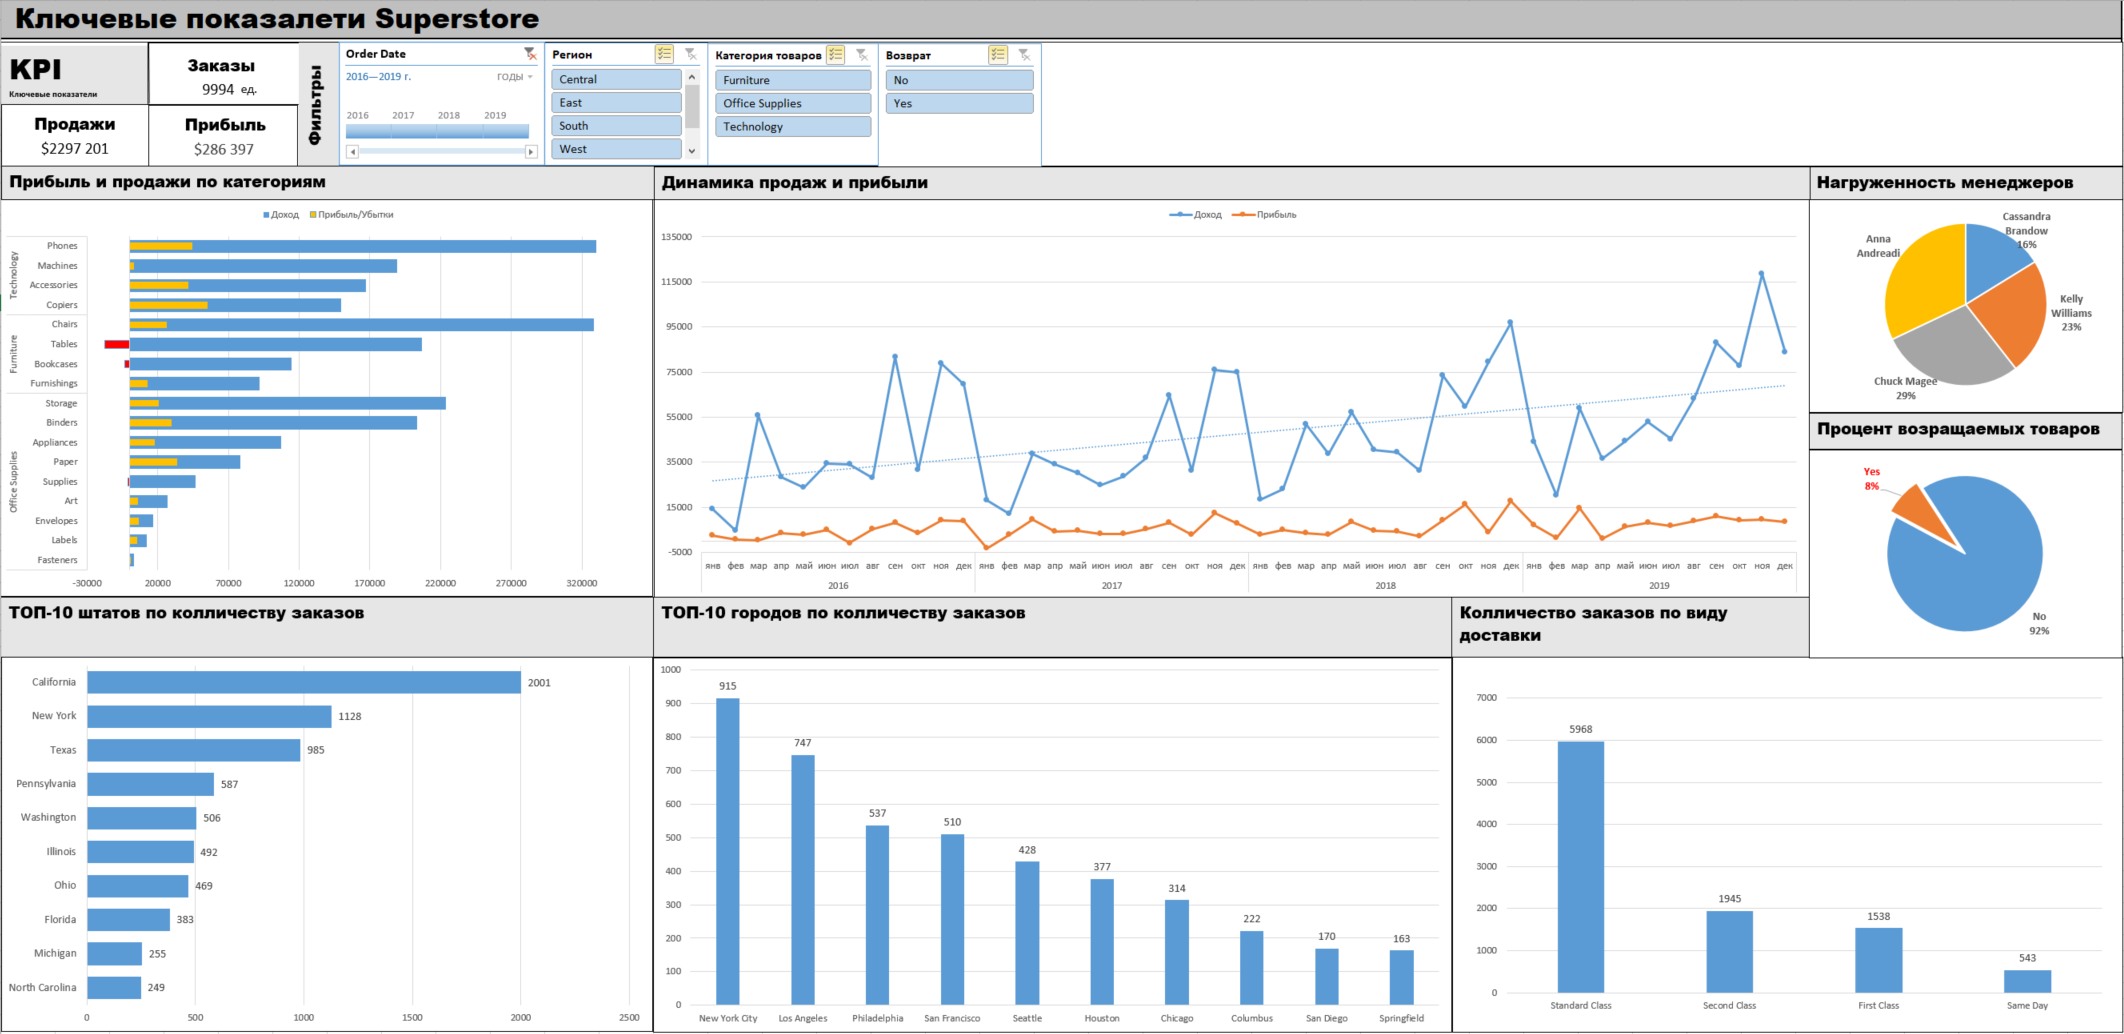 Ключевые показалети Superstore
KPI
Ключевые показатели
Заказы
9994 ед.
Продажи
$2297 201
Прибыль
$286 397
Фильтры
Order Date
2016—2019 г.
ГОДЫ
2016 2017 2018 2019
Регион
Central
East
South
West
Категория товаров
Furniture
Office Supplies
Technology
Возврат
No
Yes
Прибыль и продажи по категориям
Доход Прибыль/Убытки
Technology
Phones
Machines
Accessories
Copiers
Furniture
Chairs
Tables
Bookcases
Furnishings
Office Supplies
Storage
Binders
Appliances
Paper
Supplies
Art
Envelopes
Labels
Fasteners
-30000 20000 70000 120000 170000 220000 270000 320000
Динамика продаж и прибыли
Доход Прибыль
135000
115000
95000
75000
55000
35000
15000
-5000
янв фев мар апр май июн июл авг сен окт ноя дек янв фев мар апр май июн июл авг сен окт ноя дек янв фев мар апр май июн июл авг сен окт ноя дек янв фев мар апр май июн июл авг сен окт ноя дек
2016 2017 2018 2019
Нагруженность менеджеров
Cassandra
Brandow
16%
Anna
Andreadi
Kelly
Williams
23%
Chuck Magee
29%
Процент возращаемых товаров
Yes
8%
No
92%
ТОП-10 штатов по колличеству заказов
California 2001
New York 1128
Texas 985
Pennsylvania 587
Washington 506
Illinois 492
Ohio 469
Florida 383
Michigan 255
North Carolina 249
0 500 1000 1500 2000 2500
ТОП-10 городов по колличеству заказов
1000
900
800
700
600
500
400
300
200
100
0
915
747
537
510
428
377
314
222
170
163
New York City Los Angeles Philadelphia San Francisco Seattle Houston Chicago Columbus San Diego Springfield
Колличество заказов по виду
доставки
7000
6000
5000
4000
3000
2000
1000
0
5968
1945
1538
543
Standard Class Second Class First Class Same Day